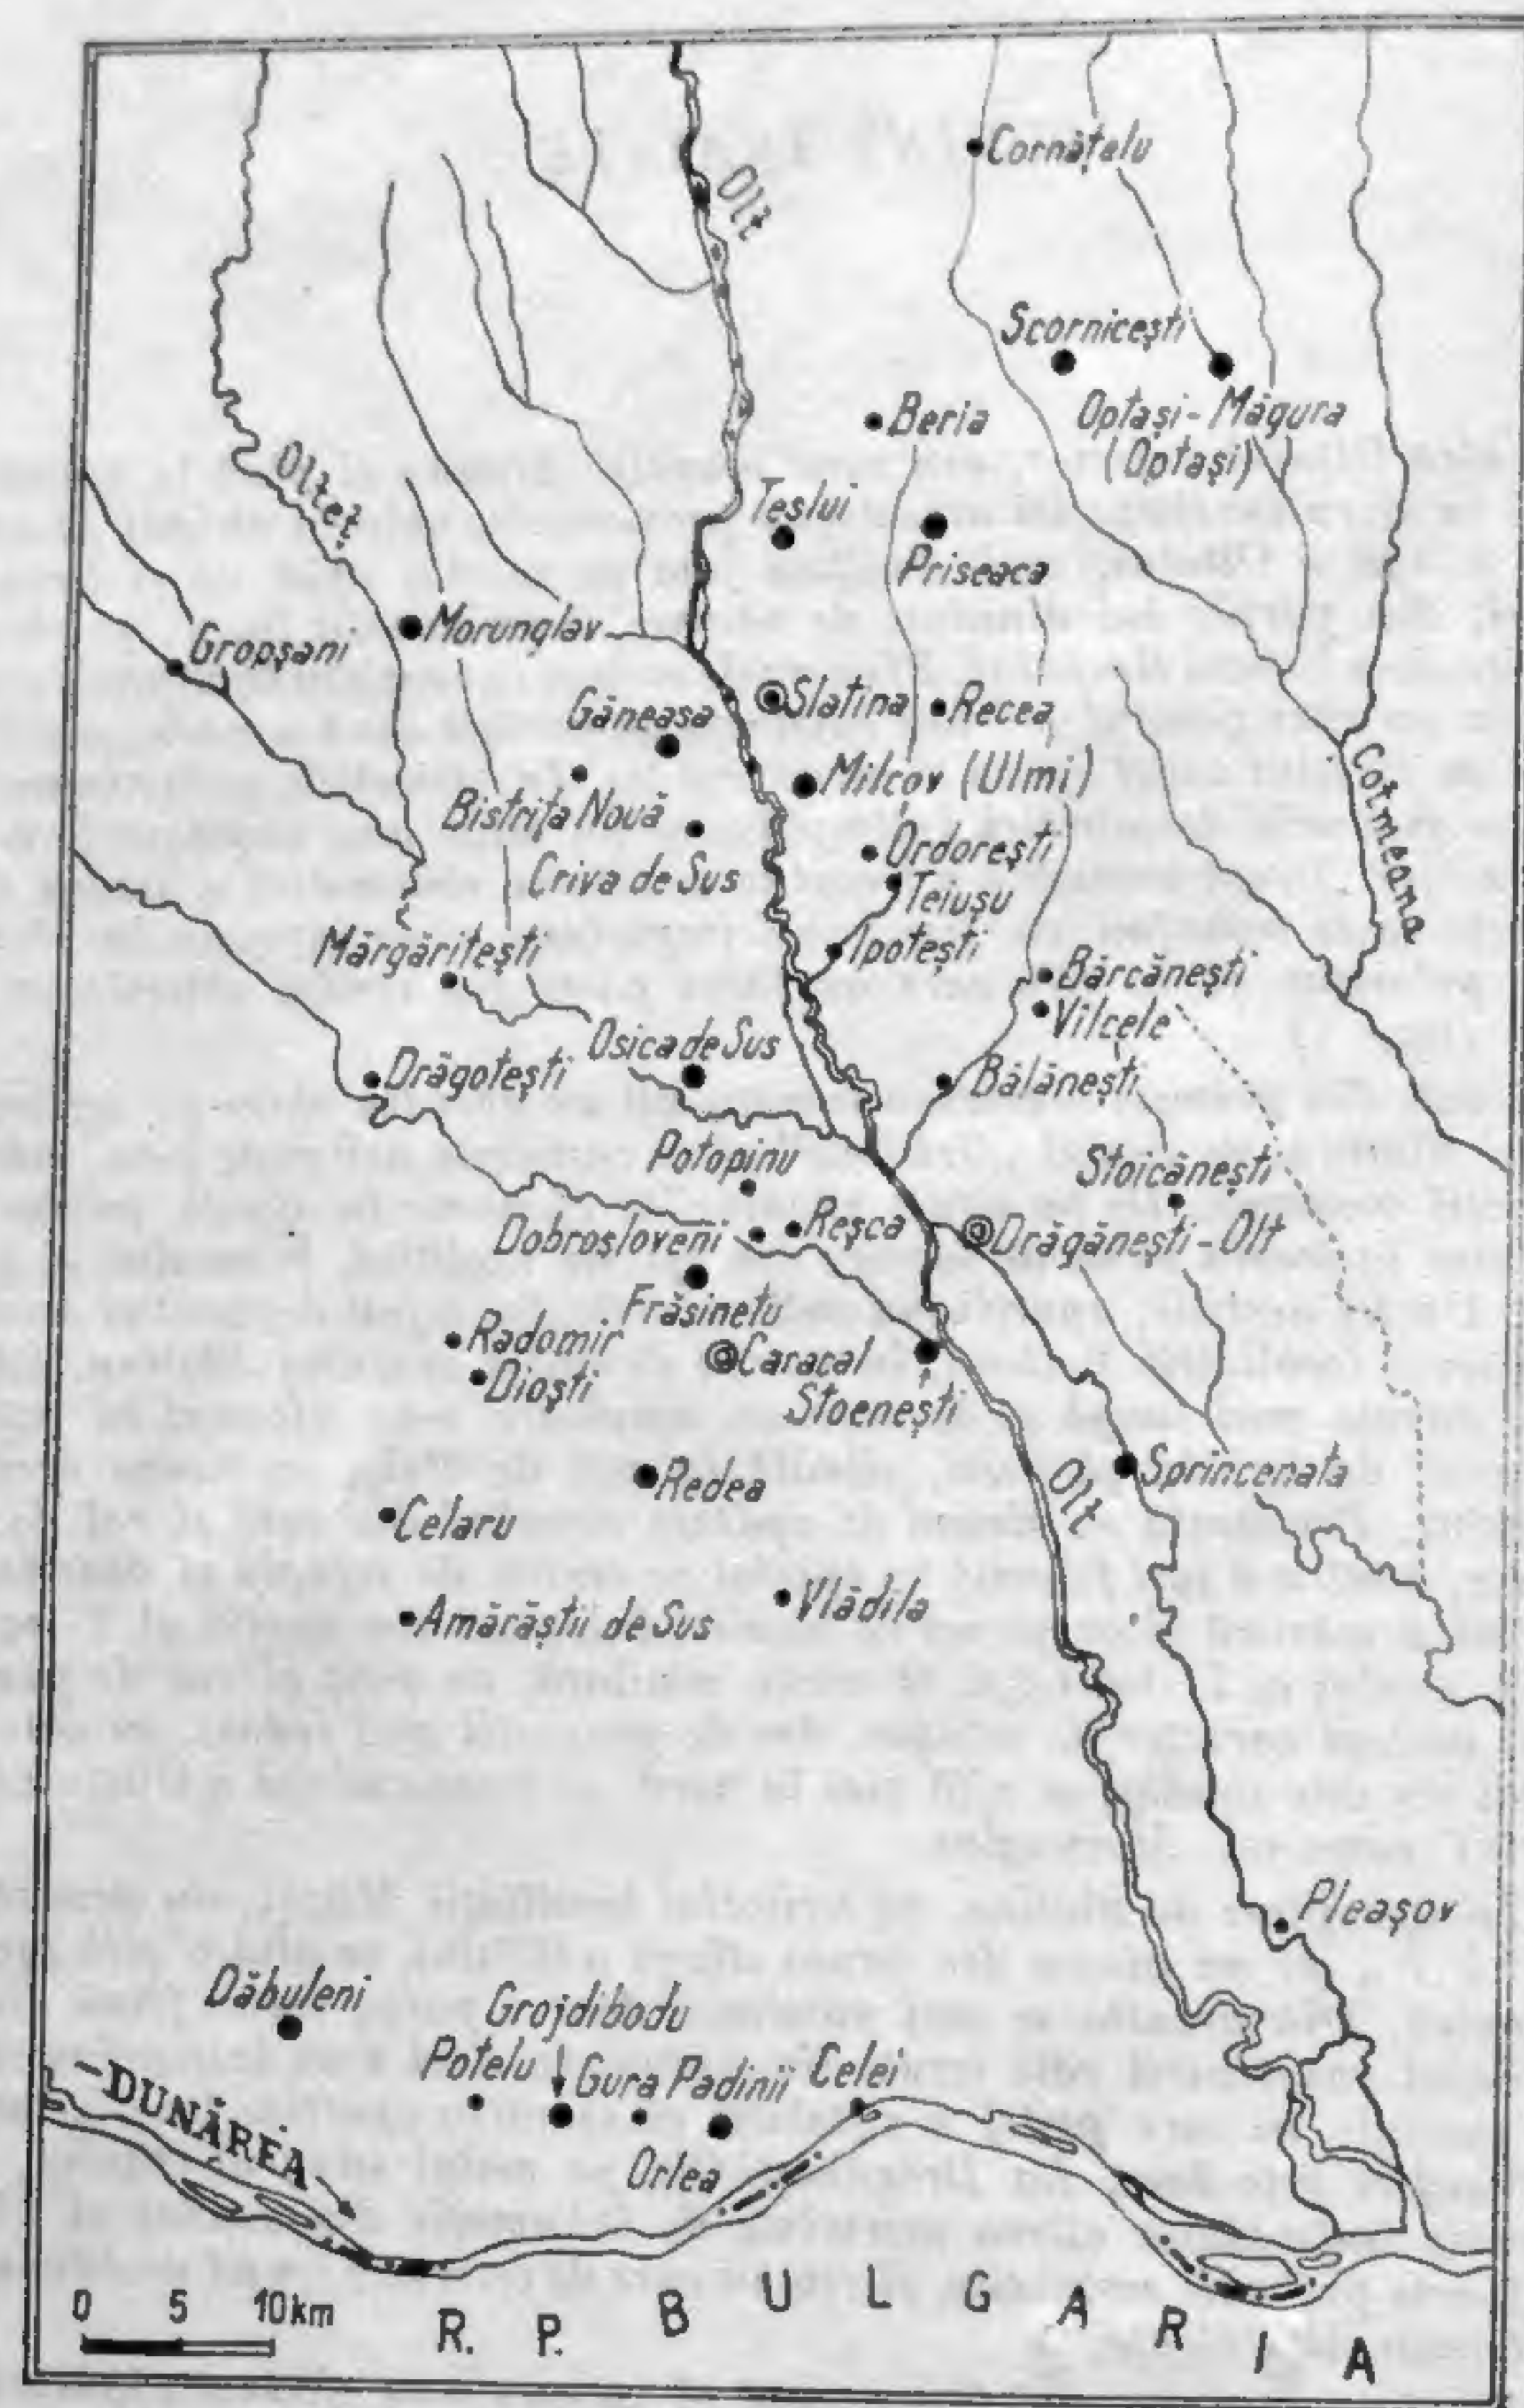 Cornățelu
Olt
Scornicești
Optași-Măgura
(Optași)
Beria
Olteț
Teslui
Priseaca
Morunglav
Gropșani
Slatina
Recea
Găneasa
Milcov (Ulmi)
Bistrița Nouă
Cotmeana
Ordorești
Criva de Sus
Teiușu
Ipotești
Mărgăritești
Bărcănești
Vilcele
Osica de Sus
Drăgotești
Bălănești
Potopinu
Stoicănești
Reșca
Dobrosloveni
Drăgănești-Olt
Frăsinetu
Radomir
Caracal
Dioști
Stoenești
Redea
Olt
Sprincenata
Celaru
Vlădila
Amărăștii de Sus
Pleașov
Dăbuleni
Grojdibodu
Potelu
Gura Padinii
Celei
DUNĂREA
Orlea
0 5 10km
R. P. BULGARIA